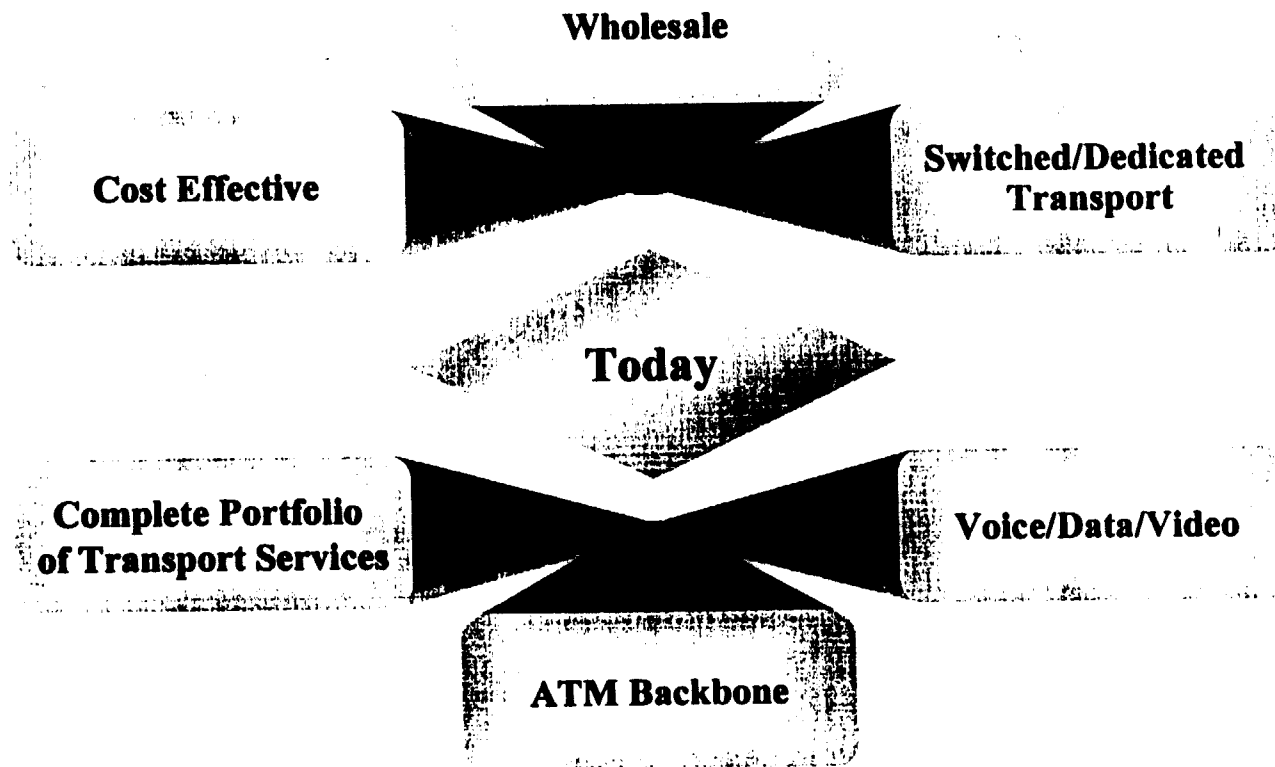 Wholesale
Cost Effective
Switched/Dedicated
Transport
Today
Complete Portfolio
of Transport Services
Voice/Data/Video
ATM Backbone